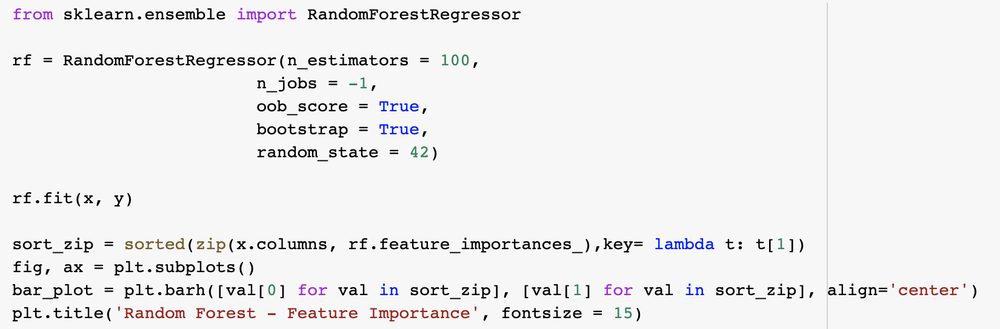 from sklearn.ensemble import RandomForestRegressor
rf = RandomForestRegressor(n_estimators = 100,
n_jobs = -1,
oob_score = True,
bootstrap = True,
random_state = 42)
rf.fit(x, y)
sort_zip = sorted(zip(x.columns, rf.feature_importances_),key= lambda t: t[1])
fig, ax = plt.subplots()
bar_plot = plt.barh([val[0] for val in sort_zip], [val[1] for val in sort_zip], align='center')
plt.title('Random Forest - Feature Importance', fontsize = 15)